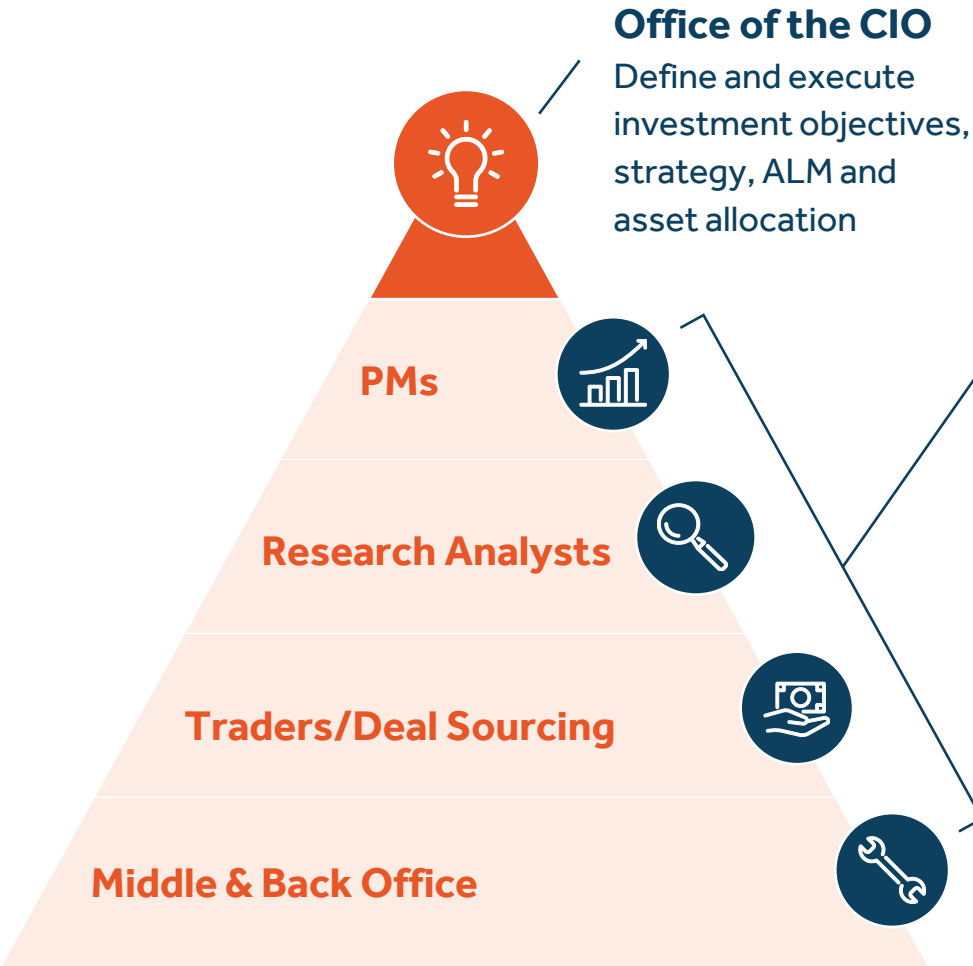 Office of the CIO
Define and execute
investment objectives,
strategy, ALM and
asset allocation
PMs
Research Analysts
Traders/Deal Sourcing
Middle & Back Office